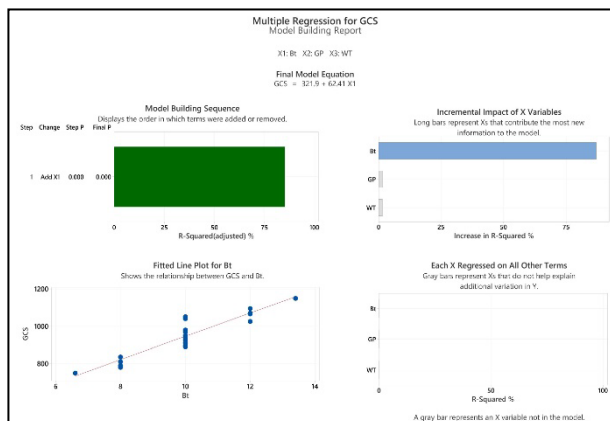 Multiple Regression for GCS
Model Building Report
X1: Bt X2: GP X3: WT
Final Model Equation
GCS = 321.9 + 62.41 X1
Model Building Sequence
Displays the order in which terms were added or removed.
Step Change Step P Final P
1 Add X1 0.000 0.000
0 25 50 75 100
R-Squared(adjusted) %
Incremental Impact of X Variables
Long bars represent Xs that contribute the most new
information to the model.
Bt
GP
WT
0 25 50 75
Increase in R-Squared %
Fitted Line Plot for Bt
Shows the relationship between GCS and Bt.
1200
1000
800
GCS
6 8 10 12 14
Bt
Each X Regressed on All Other Terms
Gray bars represent Xs that do not help explain
additional variation in Y.
Bt
GP
WT
0 50 100
R-Squared %
A gray bar represents an X variable not in the model.